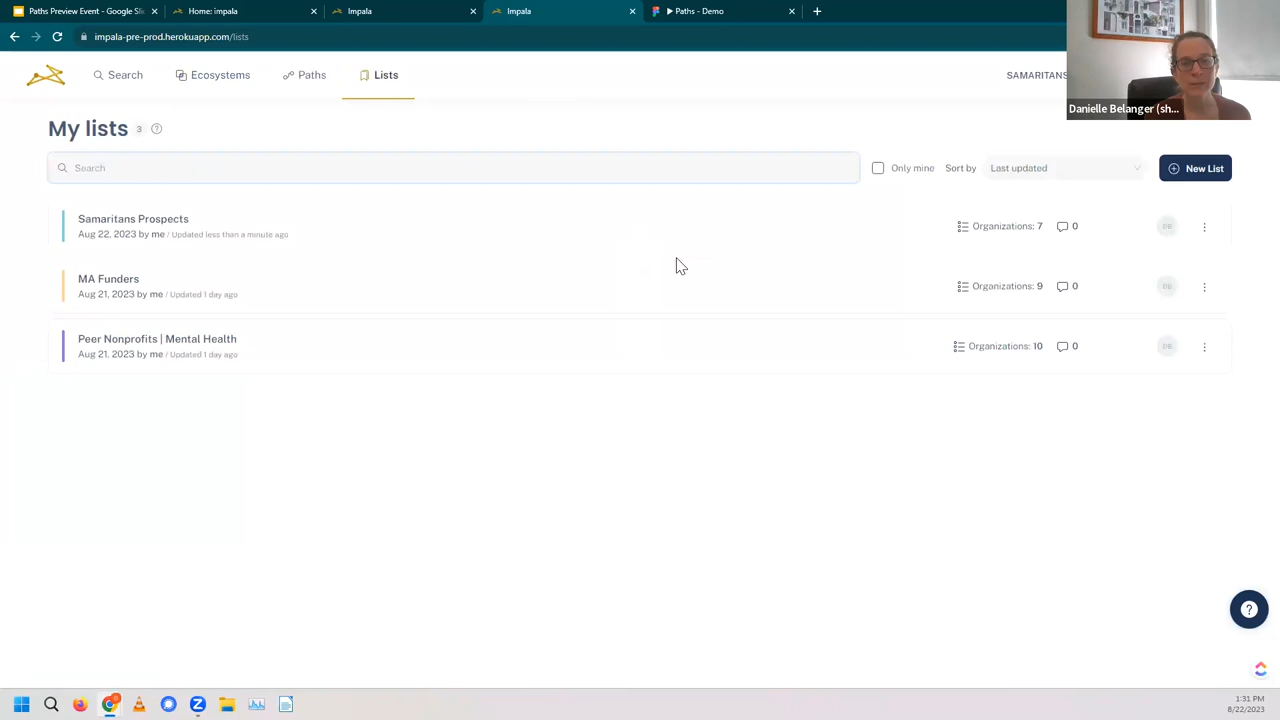 Paths Preview Event - Google Sli
Home: impala
Impala
Impala
Paths - Demo
impala-pre-prod.herokuapp.com/lists
Search
Ecosystems
Paths
Lists
SAMARITANS
Danielle Belanger (sh...
My lists 3
Search
Only mine
Sort by
Last updated
New List
Samaritans Prospects
Aug 22, 2023 by me / Updated less than a minute ago
Organizations: 7
0
DB
MA Funders
Aug 21, 2023 by me / Updated 1 day ago
Organizations: 9
0
DB
Peer Nonprofits | Mental Health
Aug 21, 2023 by me / Updated 1 day ago
Organizations: 10
0
DB
1:31 PM
8/22/2023